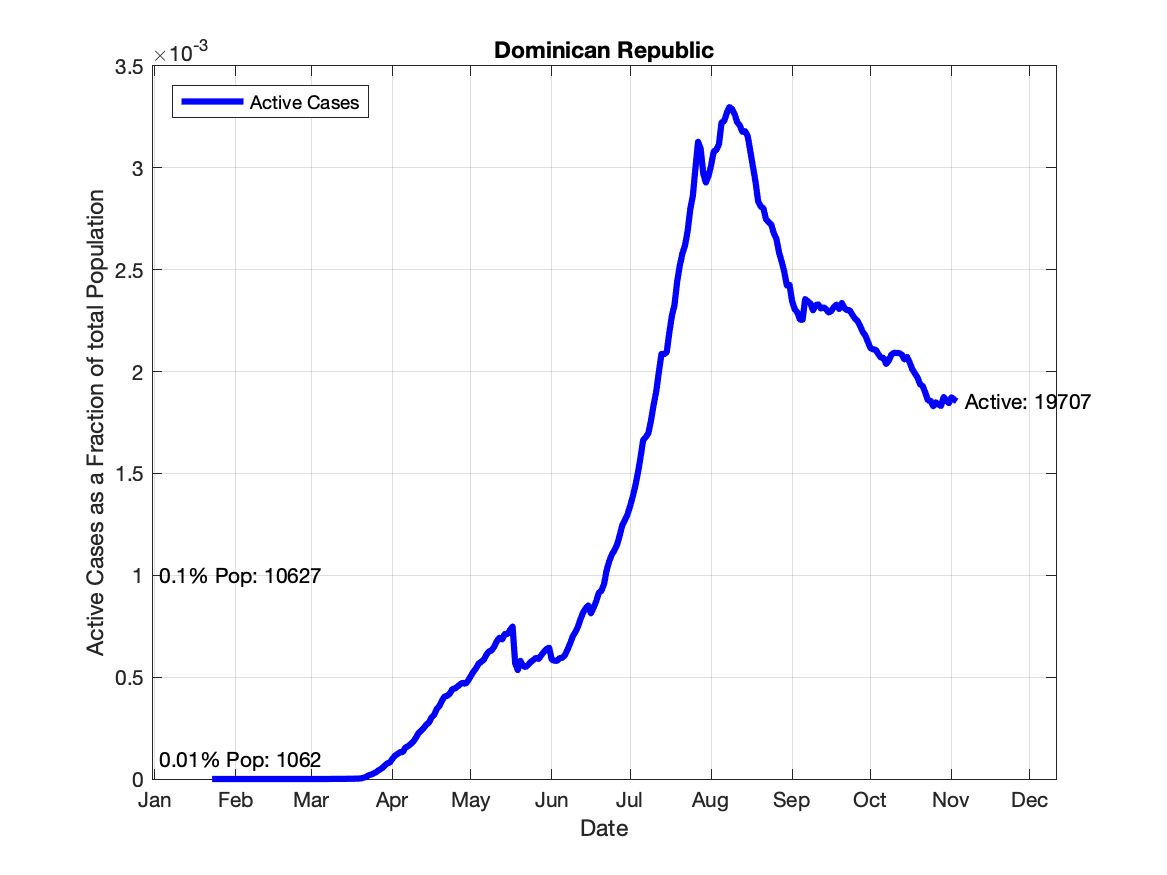 Dominican Republic
×10-3
3.5
3
2.5
2
1.5
1
0.5
0
Active Cases as a Fraction of total Population
Active Cases
Active: 19707
0.1% Pop: 10627
0.01% Pop: 1062
Jan Feb Mar Apr May Jun Jul Aug Sep Oct Nov Dec
Date